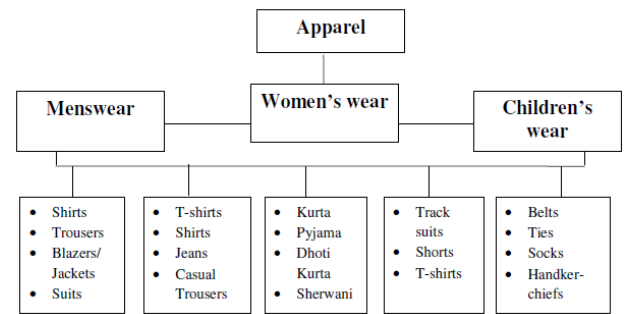 Apparel
Menswear
Women's wear
Children's
wear
• Shirts
• Trousers
• Blazers/
Jackets
• Suits
• T-shirts
• Shirts
• Jeans
• Casual
Trousers
• Kurta
• Pyjama
• Dhoti
Kurta
• Sherwani
• Track
suits
• Shorts
• T-shirts
• Belts
• Ties
• Socks
• Handker-
chiefs